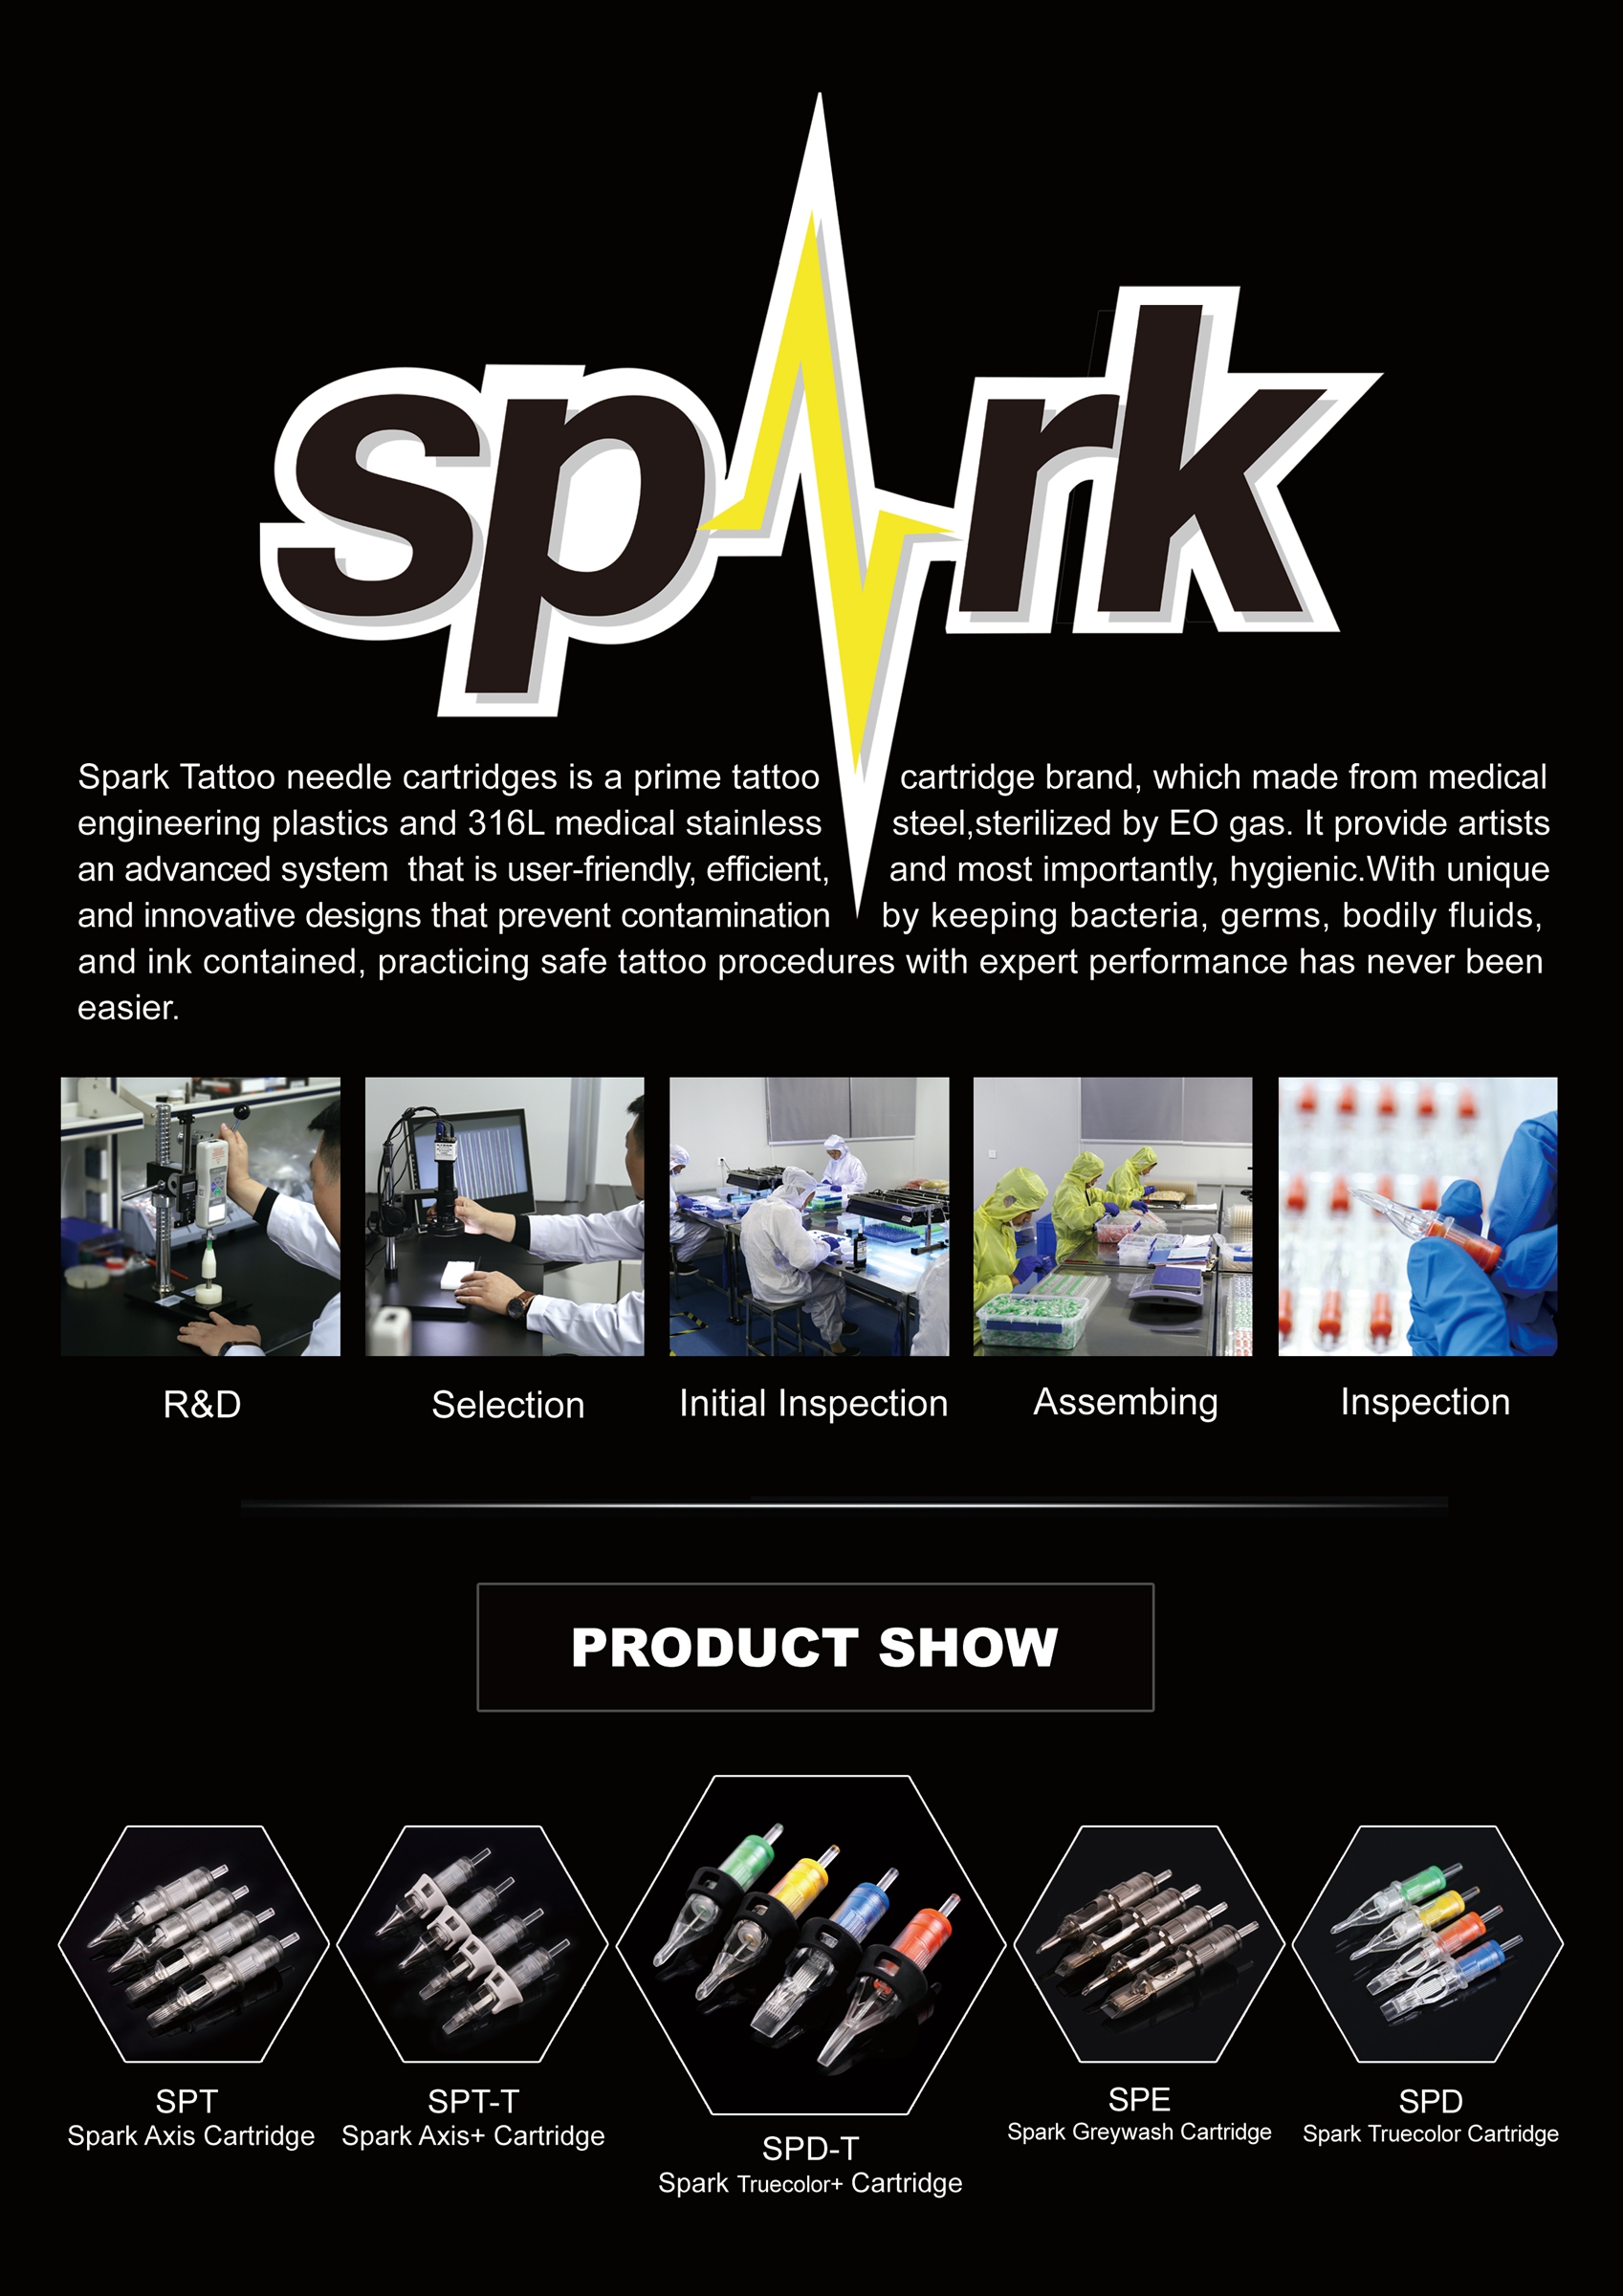 spark
Spark Tattoo needle cartridges is a prime tattoo cartridge brand, which made from medical
engineering plastics and 316L medical stainless steel,sterilized by EO gas. It provide artists
an advanced system that is user-friendly, efficient, and most importantly, hygienic.With unique
and innovative designs that prevent contamination by keeping bacteria, germs, bodily fluids,
and ink contained, practicing safe tattoo procedures with expert performance has never been
easier.
R&D
Selection
Initial Inspection
Assembing
Inspection
PRODUCT SHOW
SPT
Spark Axis Cartridge
SPT-T
Spark Axis+ Cartridge
SPD-T
Spark Truecolor+ Cartridge
SPE
Spark Greywash Cartridge
SPD
Spark Truecolor Cartridge